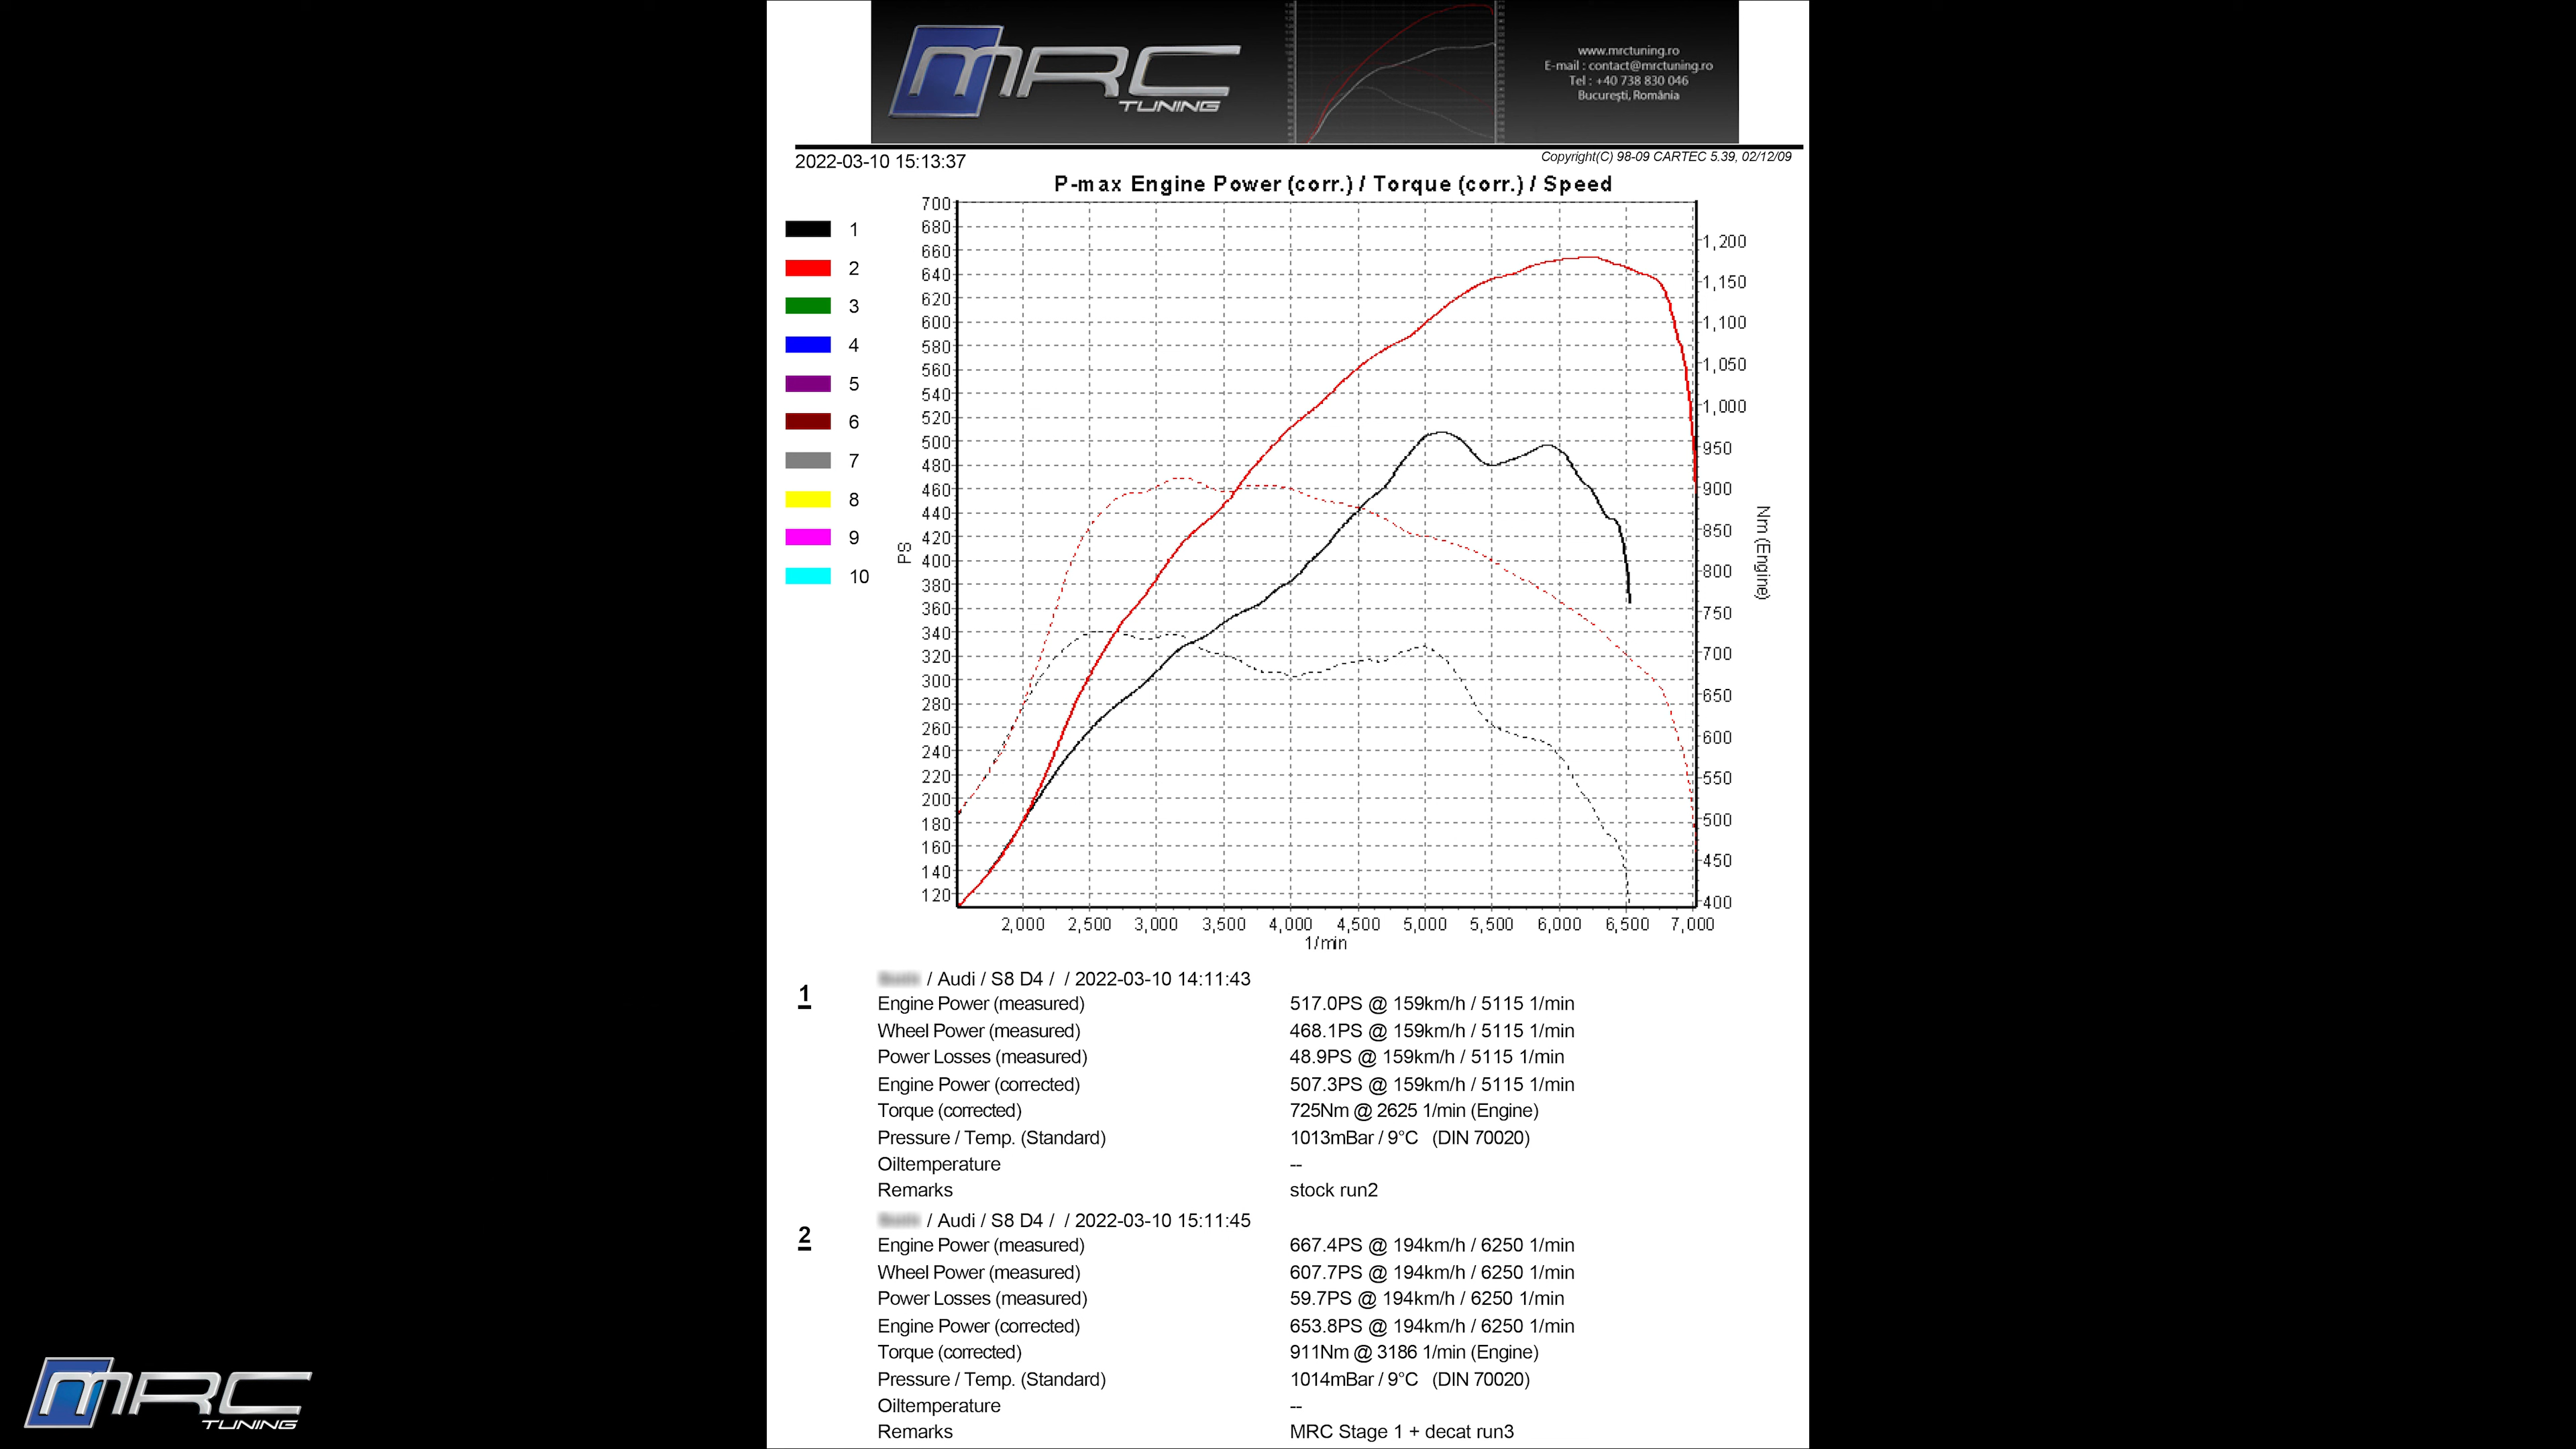 MRC
TUNING
www.mrctuning.ro
E-mail : contact@mrctuning.ro
Tel : +40 738 830 046
București, România
2022-03-10 15:13:37
Copyright(C) 98-09 CARTEC 5.39, 02/12/09
P-max Engine Power (corr.) / Torque (corr.) / Speed
1
2
3
4
5
6
7
8
9
10
PS
700
680
660
640
620
600
580
560
540
520
500
480
460
440
420
400
380
360
340
320
300
280
260
240
220
200
180
160
140
120
1,200
1,150
1,100
1,050
1,000
950
900
850
800
750
700
650
600
550
500
450
400
Nm (Engine)
2,000 2,500 3,000 3,500 4,000 4,500 5,000 5,500 6,000 6,500 7,000
1/min
1
/ Audi / S8 D4 / / 2022-03-10 14:11:43
Engine Power (measured) 517.0PS @ 159km/h / 5115 1/min
Wheel Power (measured) 468.1PS @ 159km/h / 5115 1/min
Power Losses (measured) 48.9PS @ 159km/h / 5115 1/min
Engine Power (corrected) 507.3PS @ 159km/h / 5115 1/min
Torque (corrected) 725Nm @ 2625 1/min (Engine)
Pressure / Temp. (Standard) 1013mBar / 9°C (DIN 70020)
Oiltemperature --
Remarks stock run2
2
/ Audi / S8 D4 / / 2022-03-10 15:11:45
Engine Power (measured) 667.4PS @ 194km/h / 6250 1/min
Wheel Power (measured) 607.7PS @ 194km/h / 6250 1/min
Power Losses (measured) 59.7PS @ 194km/h / 6250 1/min
Engine Power (corrected) 653.8PS @ 194km/h / 6250 1/min
Torque (corrected) 911Nm @ 3186 1/min (Engine)
Pressure / Temp. (Standard) 1014mBar / 9°C (DIN 70020)
Oiltemperature --
Remarks MRC Stage 1 + decat run3
MRC
TUNING